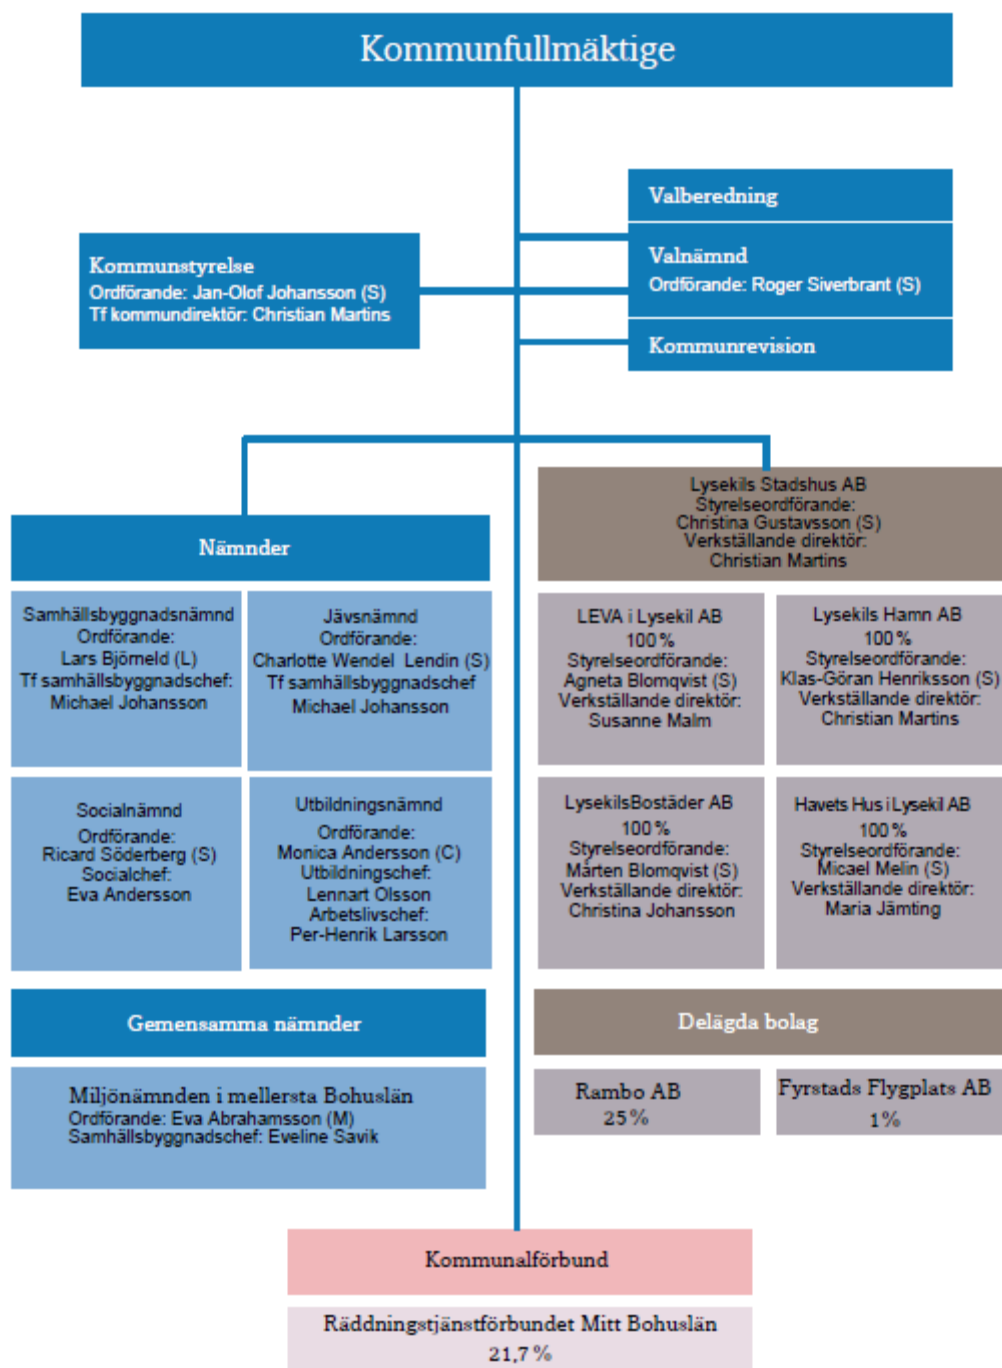 Kommunfullmäktige
Valberedning
Valnämnd
Ordförande: Roger Siverbrant (S)
Kommunrevision
Kommunstyrelse
Ordförande: Jan-Olof Johansson (S)
Tf kommundirektör: Christian Martins
Nämnder
Samhällsbyggnadsnämnd
Ordförande:
Lars Björneld (L)
Tf samhällsbyggnadschef:
Michael Johansson
Jävsnämnd
Ordförande:
Charlotte Wendel Lendin (S)
Tf samhällsbyggnadschef
Michael Johansson
Socialnämnd
Ordförande:
Ricard Söderberg (S)
Socialchef:
Eva Andersson
Utbildningsnämnd
Ordförande:
Monica Andersson (C)
Utbildningschef:
Lennart Olsson
Arbetslivschef:
Per-Henrik Larsson
Gemensamma nämnder
Miljönämnden i mellersta Bohuslän
Ordförande: Eva Abrahamsson (M)
Samhällsbyggnadschef: Eveline Savik
Lysekils Stadshus AB
Styrelseordförande:
Christina Gustavsson (S)
Verkställande direktör:
Christian Martins
LEVA i Lysekil AB
100 %
Styrelseordförande:
Agneta Blomqvist (S)
Verkställande direktör:
Susanne Malm
Lysekils Hamn AB
100 %
Styrelseordförande:
Klas-Göran Henriksson (S)
Verkställande direktör:
Christian Martins
LysekilsBostäder AB
100 %
Styrelseordförande:
Mårten Blomqvist (S)
Verkställande direktör:
Christina Johansson
Havets Hus i Lysekil AB
100 %
Styrelseordförande:
Micael Melin (S)
Verkställande direktör:
Maria Jämting
Delägda bolag
Rambo AB
25%
Fyrstads Flygplats AB
1%
Kommunalförbund
Räddningstjänstförbundet Mitt Bohuslän
21,7 %